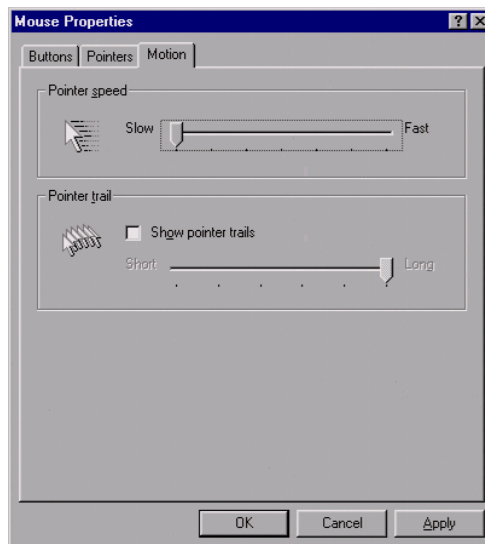 Mouse Properties
Buttons Pointers Motion
Pointer speed
Slow Fast
Pointer trail
Show pointer trails
Short Long
OK Cancel Apply